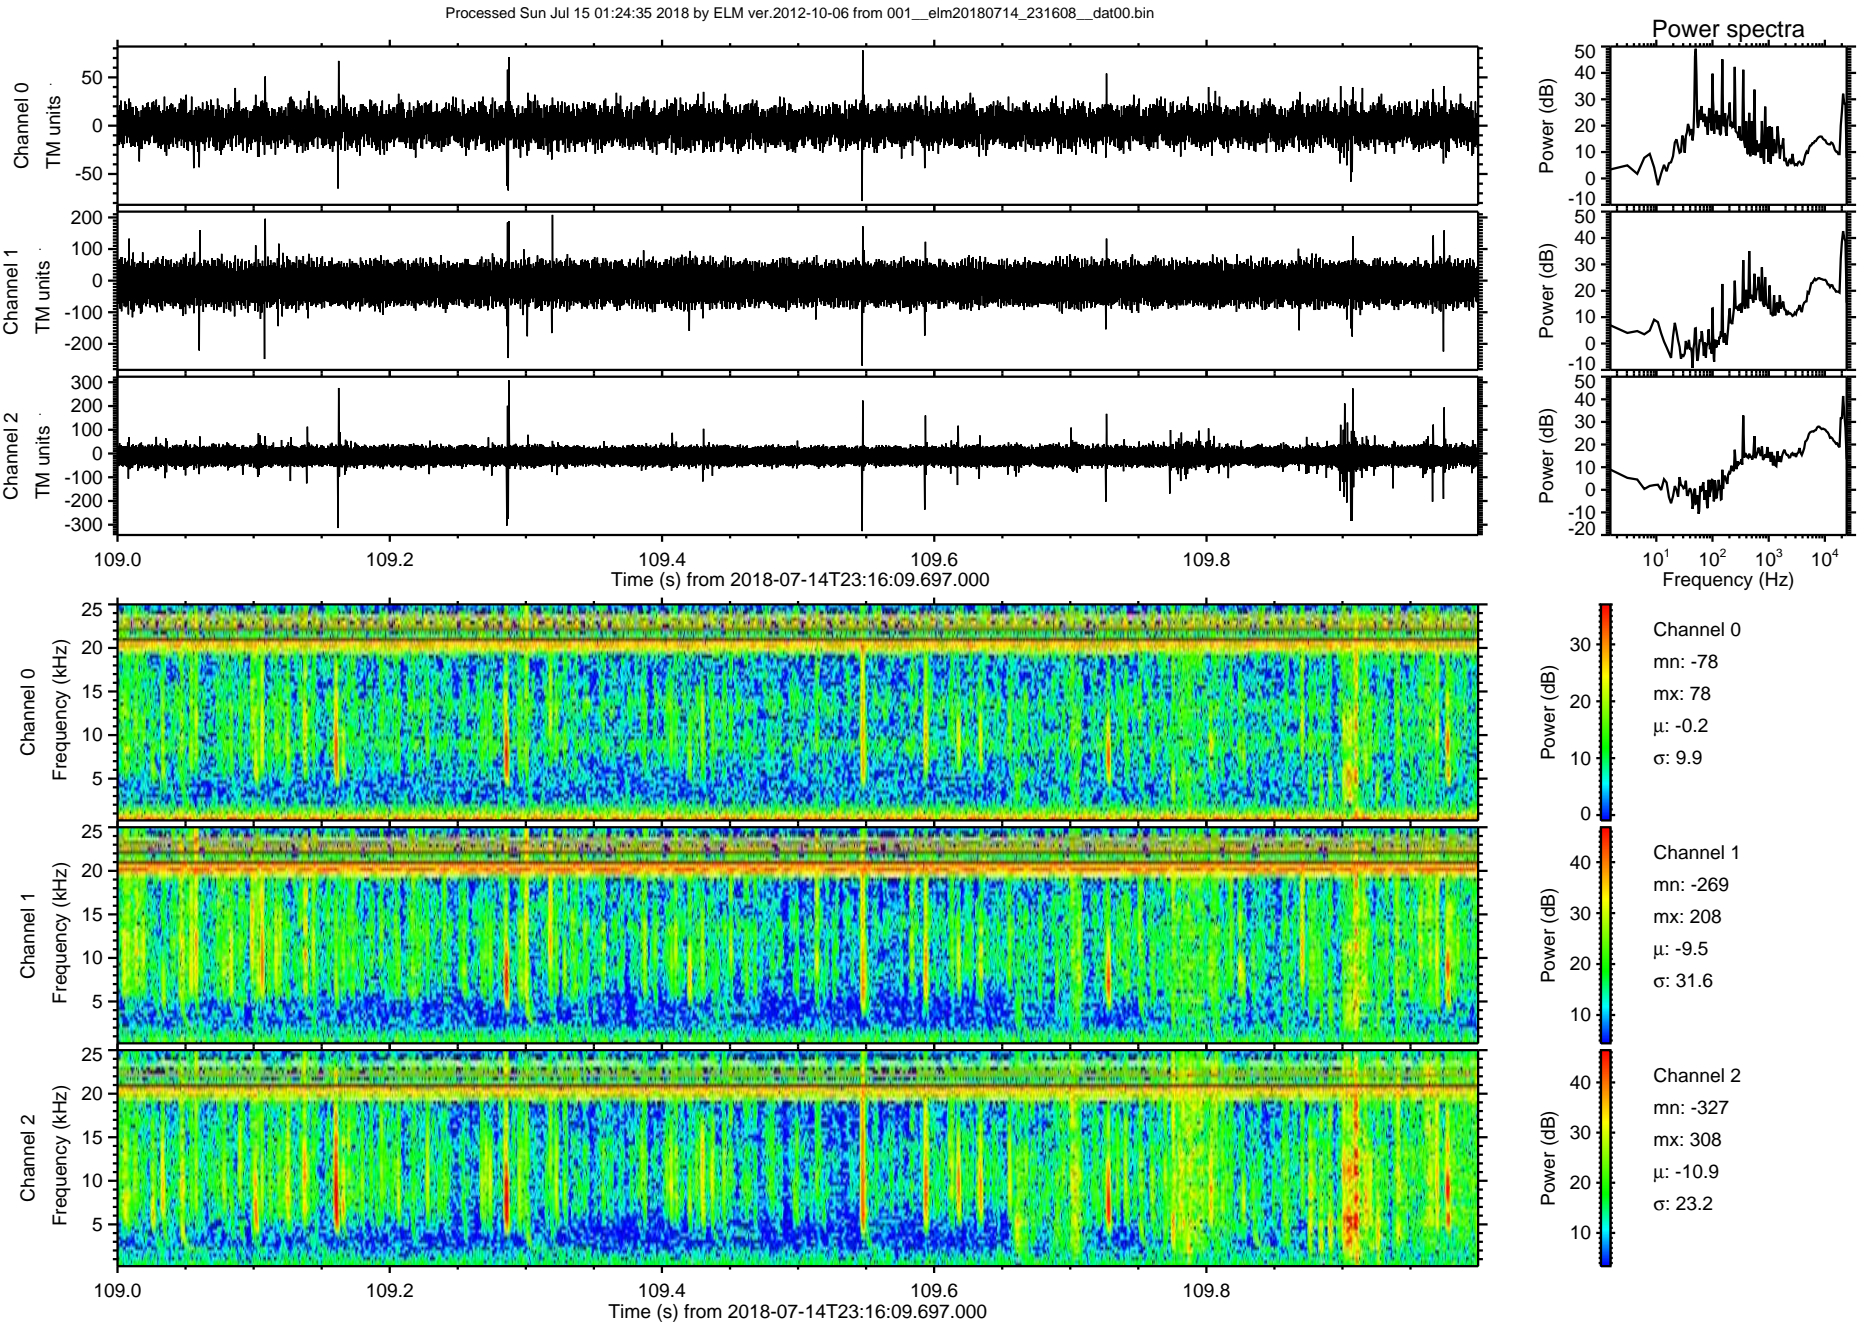 Processed Sun Jul 15 01:24:35 2018 by ELM ver.2012-10-06 from 001__elm20180714_231608__dat00.bin
Power spectra
Channel 0
TM units
50
0
-50
Power (dB)
50
40
30
20
10
0
-10
Channel 1
TM units
200
100
0
-100
-200
Power (dB)
50
40
30
20
10
0
-10
Channel 2
TM units
300
200
100
0
-100
-200
-300
Power (dB)
50
40
30
20
10
0
-10
-20
109.0 109.2 109.4 109.6 109.8
Time (s) from 2018-07-14T23:16:09.697.000
10^1 10^2 10^3 10^4
Frequency (Hz)
Channel 0
Frequency (kHz)
25
20
15
10
5
Power (dB)
30
20
10
0
Channel 0
mn: -78
mx: 78
μ: -0.2
σ: 9.9
Channel 1
Frequency (kHz)
25
20
15
10
5
Power (dB)
40
30
20
10
Channel 1
mn: -269
mx: 208
μ: -9.5
σ: 31.6
Channel 2
Frequency (kHz)
25
20
15
10
5
Power (dB)
40
30
20
10
Channel 2
mn: -327
mx: 308
μ: -10.9
σ: 23.2
109.0 109.2 109.4 109.6 109.8
Time (s) from 2018-07-14T23:16:09.697.000